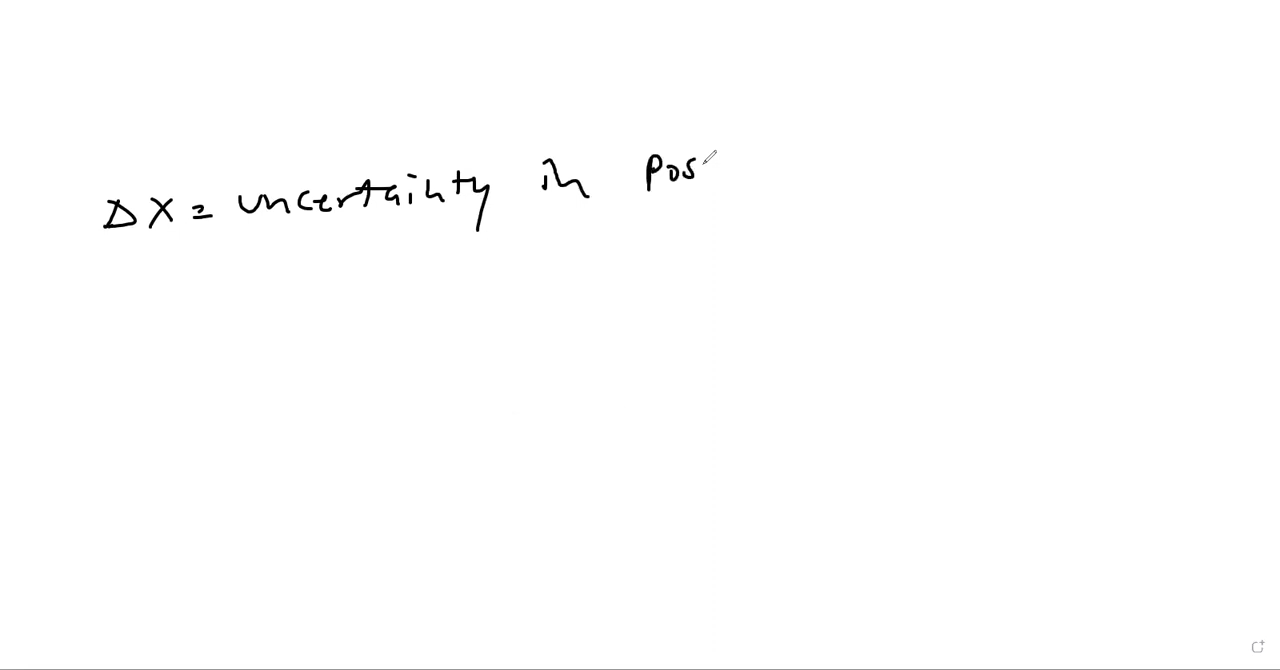 Δx = uncertainty in pos